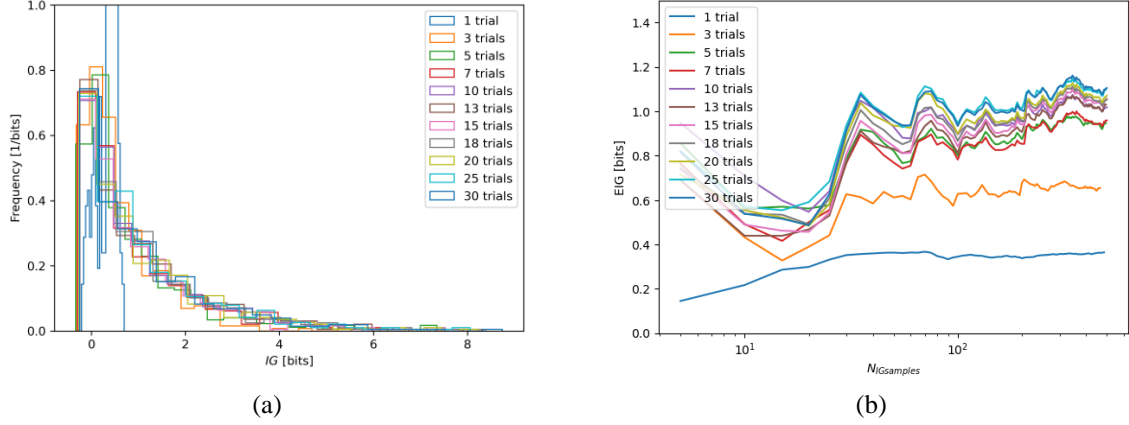 1.0
0.8
0.6
0.4
0.2
0.0
Frequency [1/bits]
0
2
4
6
8
IG [bits]
1 trial
3 trials
5 trials
7 trials
10 trials
13 trials
15 trials
18 trials
20 trials
25 trials
30 trials
(a)
1.4
1.2
1.0
0.8
0.6
0.4
0.2
0.0
EIG [bits]
10¹
10²
N_IGsamples
1 trial
3 trials
5 trials
7 trials
10 trials
13 trials
15 trials
18 trials
20 trials
25 trials
30 trials
(b)